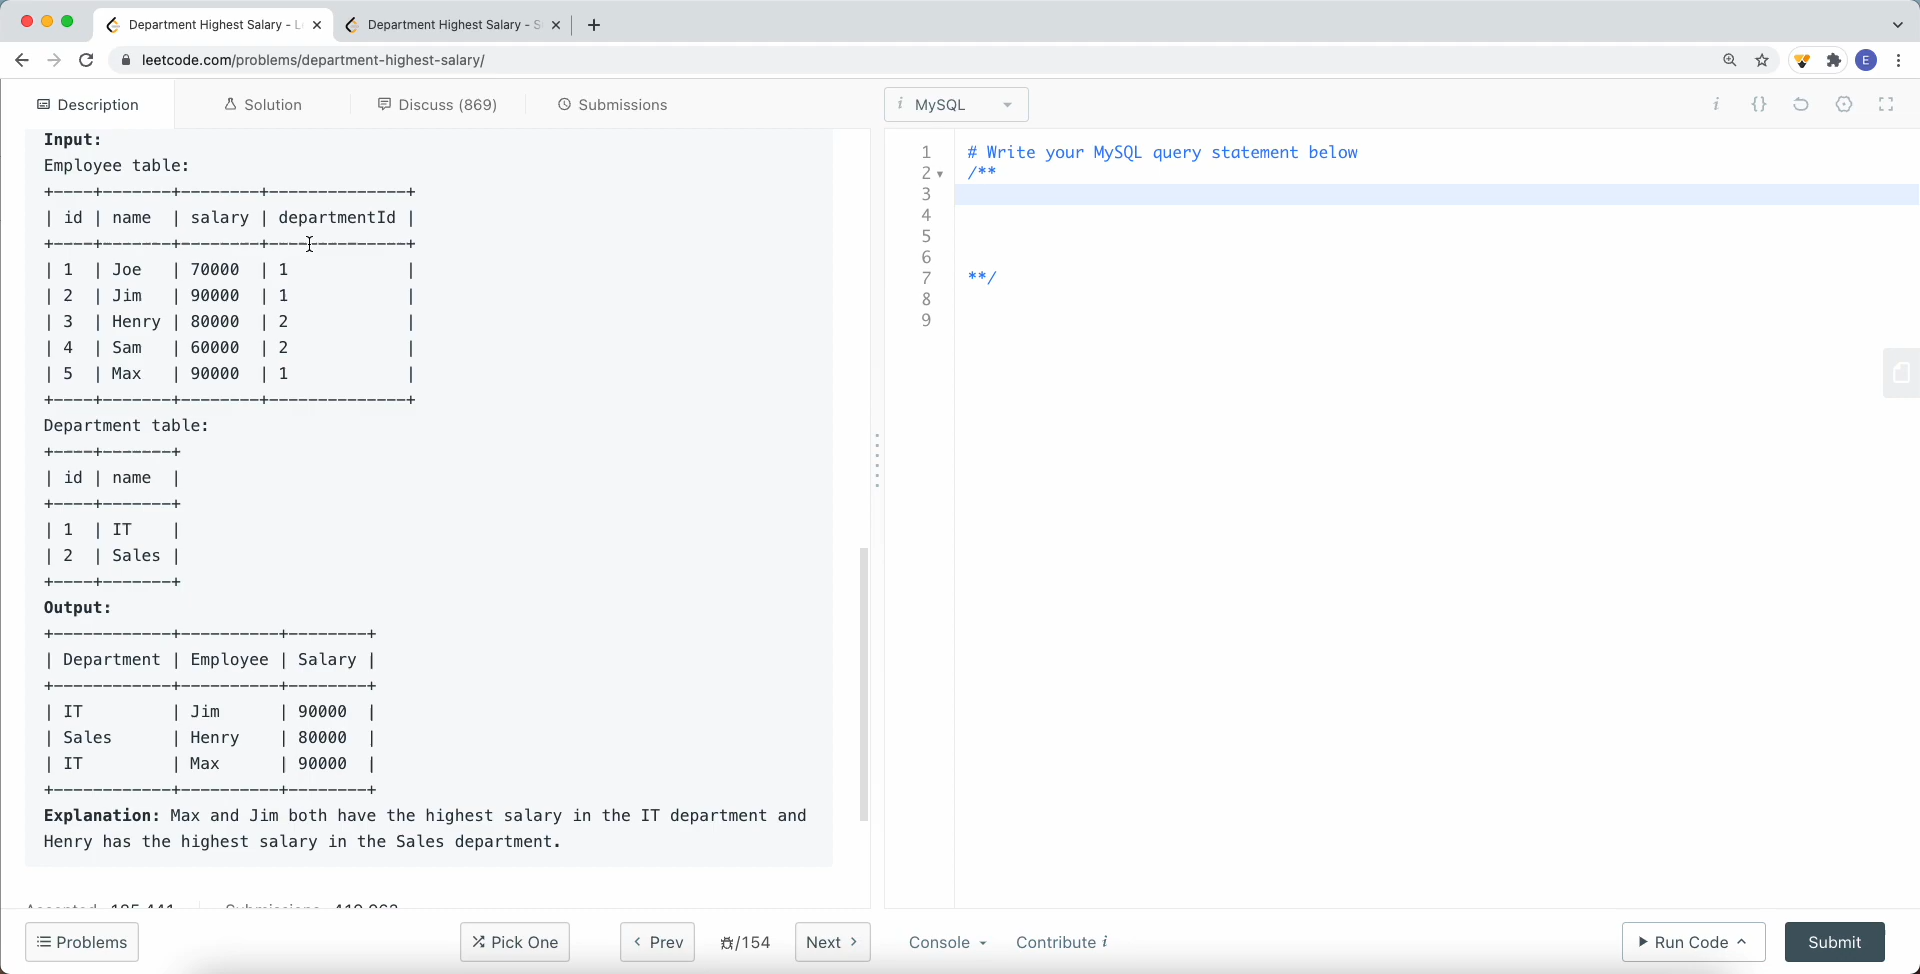 Department Highest Salary - L
Department Highest Salary - S
leetcode.com/problems/department-highest-salary/
E
Description
Solution
Discuss (869)
Submissions
i MySQL
i {}
Input:
Employee table:
+----+-------+--------+--------------+
| id | name  | salary | departmentId |
+----+-------+--------+--------------+
| 1  | Joe   | 70000  | 1            |
| 2  | Jim   | 90000  | 1            |
| 3  | Henry | 80000  | 2            |
| 4  | Sam   | 60000  | 2            |
| 5  | Max   | 90000  | 1            |
+----+-------+--------+--------------+
Department table:
+----+-------+
| id | name  |
+----+-------+
| 1  | IT    |
| 2  | Sales |
+----+-------+
Output:
+------------+----------+--------+
| Department | Employee | Salary |
+------------+----------+--------+
| IT         | Jim      | 90000  |
| Sales      | Henry    | 80000  |
| IT         | Max      | 90000  |
+------------+----------+--------+
Explanation: Max and Jim both have the highest salary in the IT department and
Henry has the highest salary in the Sales department.
1 # Write your MySQL query statement below
2 /**
3
4
5
6
7 **/
8
9
Problems
Pick One
Prev
/154
Next
Console
Contribute i
Run Code
Submit